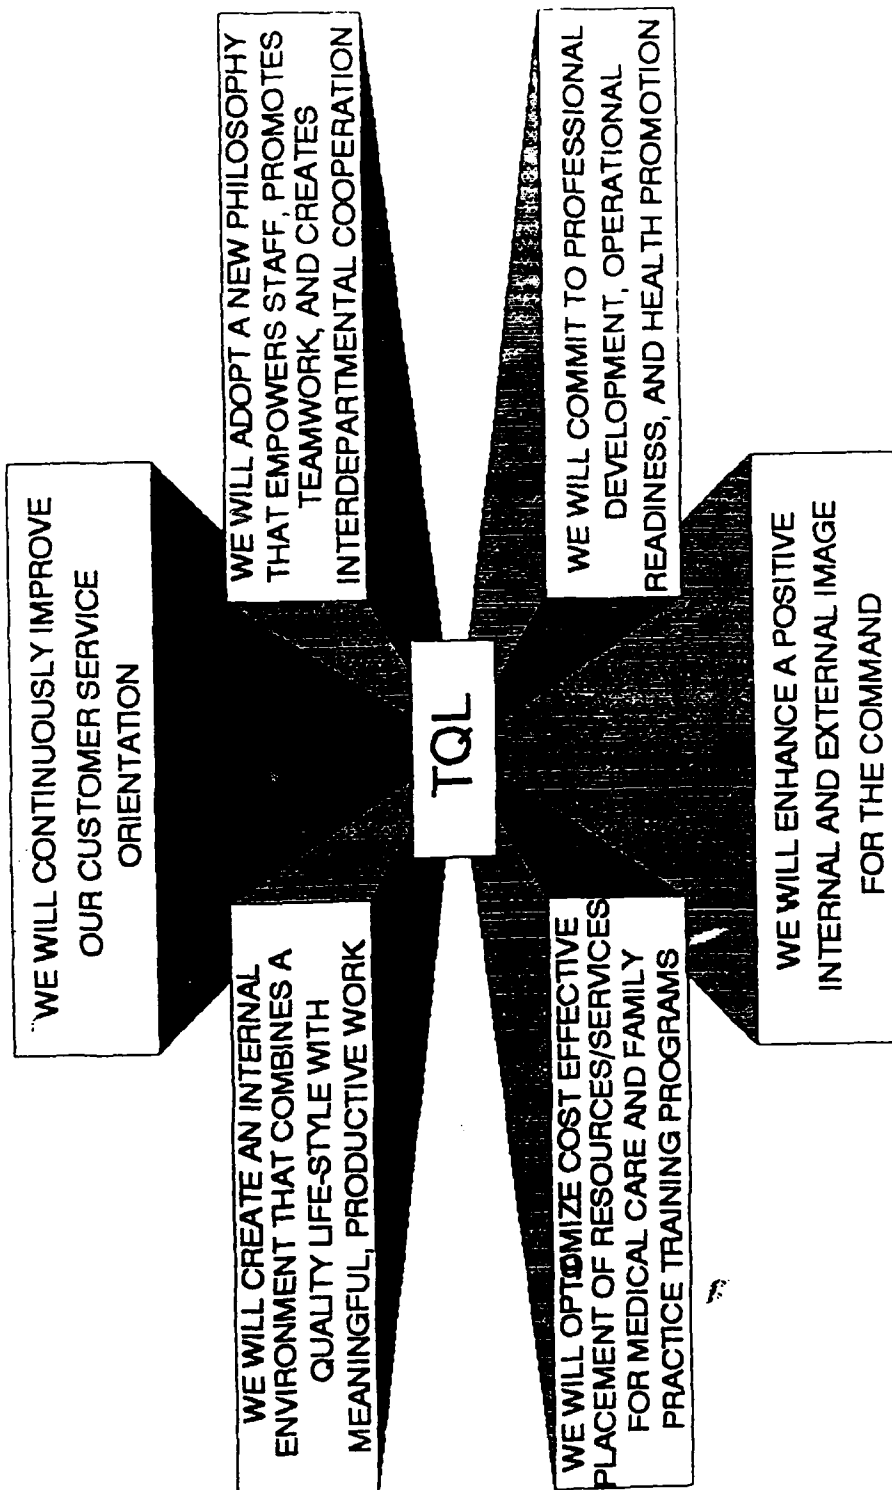 WE WILL CONTINUOUSLY IMPROVE
OUR CUSTOMER SERVICE
ORIENTATION
WE WILL CREATE AN INTERNAL
ENVIRONMENT THAT COMBINES A
QUALITY LIFE-STYLE WITH
MEANINGFUL, PRODUCTIVE WORK
WE WILL ADOPT A NEW PHILOSOPHY
THAT EMPOWERS STAFF, PROMOTES
TEAMWORK, AND CREATES
INTERDEPARTMENTAL COOPERATION
TQL
WE WILL OPTIMIZE COST EFFECTIVE
PLACEMENT OF RESOURCES/SERVICES
FOR MEDICAL CARE AND FAMILY
PRACTICE TRAINING PROGRAMS
WE WILL COMMIT TO PROFESSIONAL
DEVELOPMENT, OPERATIONAL
READINESS, AND HEALTH PROMOTION
WE WILL ENHANCE A POSITIVE
INTERNAL AND EXTERNAL IMAGE
FOR THE COMMAND